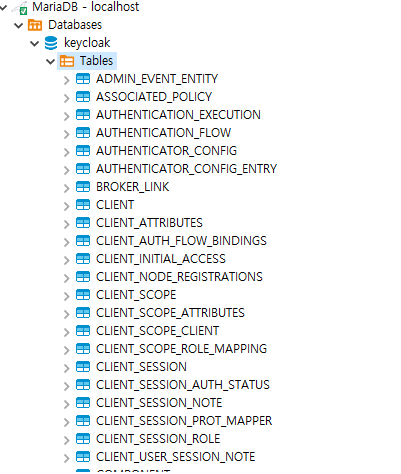 MariaDB - localhost
Databases
keycloak
Tables
ADMIN_EVENT_ENTITY
ASSOCIATED_POLICY
AUTHENTICATION_EXECUTION
AUTHENTICATION_FLOW
AUTHENTICATOR_CONFIG
AUTHENTICATOR_CONFIG_ENTRY
BROKER_LINK
CLIENT
CLIENT_ATTRIBUTES
CLIENT_AUTH_FLOW_BINDINGS
CLIENT_INITIAL_ACCESS
CLIENT_NODE_REGISTRATIONS
CLIENT_SCOPE
CLIENT_SCOPE_ATTRIBUTES
CLIENT_SCOPE_CLIENT
CLIENT_SCOPE_ROLE_MAPPING
CLIENT_SESSION
CLIENT_SESSION_AUTH_STATUS
CLIENT_SESSION_NOTE
CLIENT_SESSION_PROT_MAPPER
CLIENT_SESSION_ROLE
CLIENT_USER_SESSION_NOTE
COMPONENT